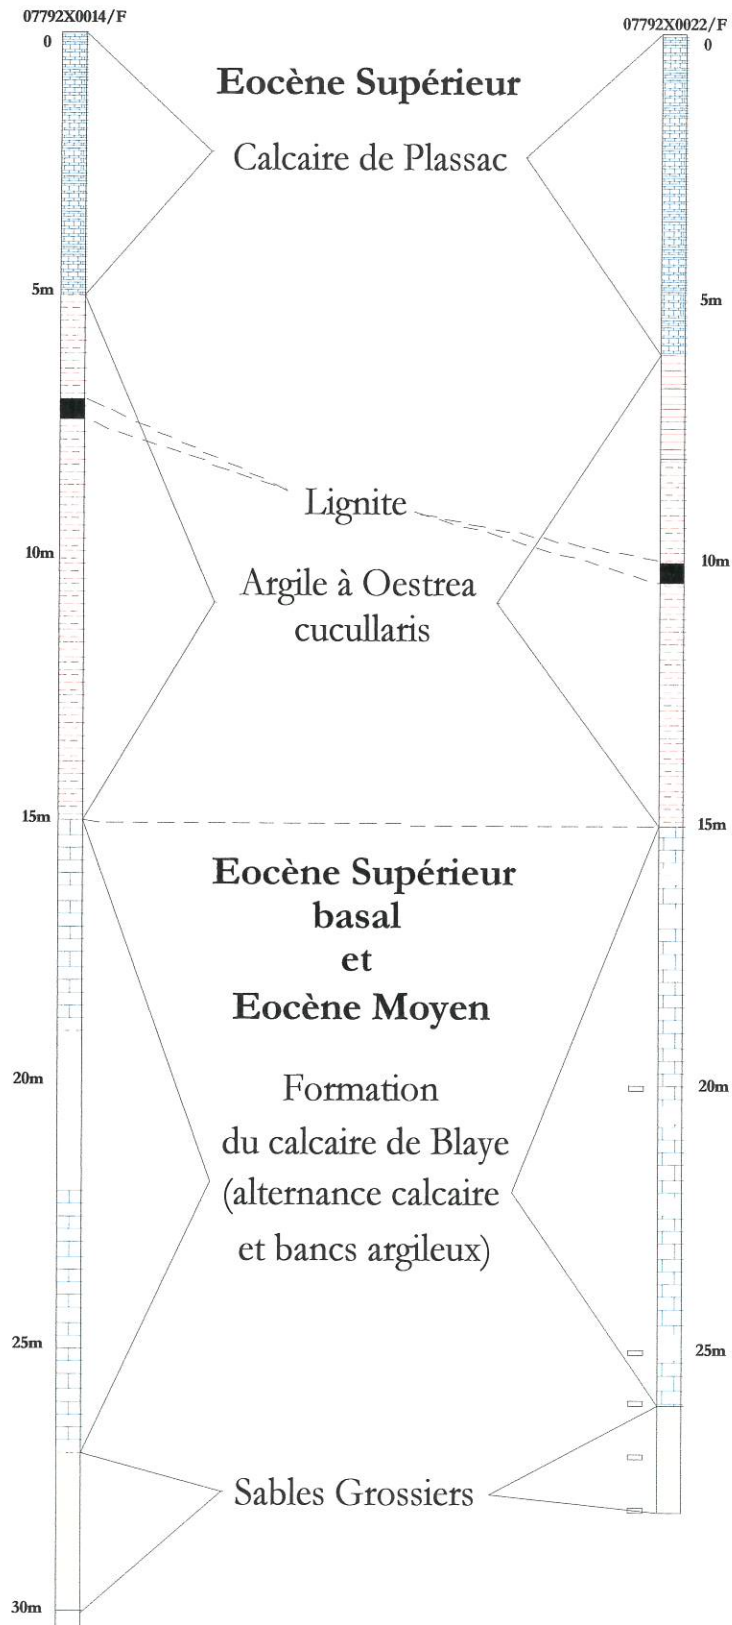 07792X0014/F
07792X0022/F
0
0
Eocène Supérieur
Calcaire de Plassac
5m
5m
Lignite
10m
10m
Argile à Oestrea
cucullaris
15m
15m
Eocène Supérieur
basal
et
Eocène Moyen
20m
20m
Formation
du calcaire de Blaye
(alternance calcaire
et bancs argileux)
25m
25m
Sables Grossiers
30m